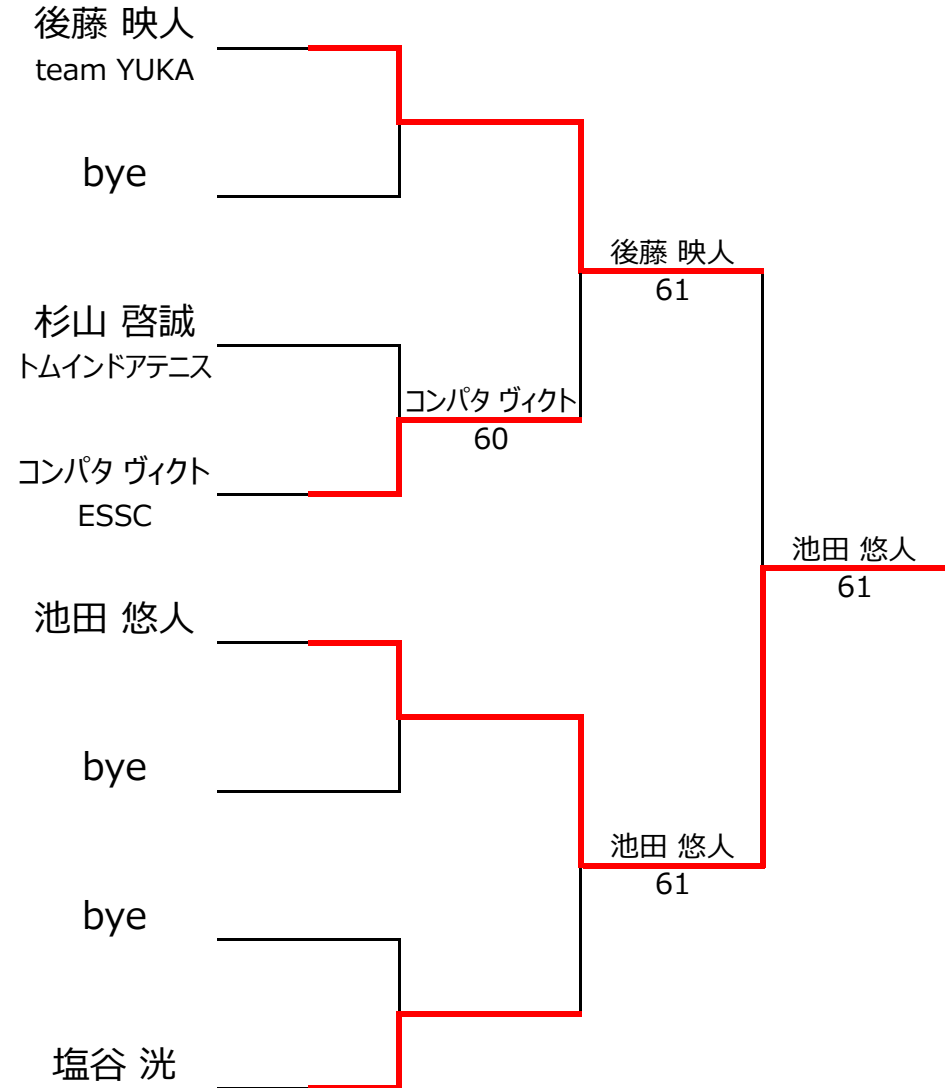 後藤 映人
team YUKA
bye
後藤 映人
61
杉山 啓誠
トムインドアテニス
コンパタ ヴィクト
60
コンパタ ヴィクト
ESSC
池田 悠人
61
池田 悠人
bye
池田 悠人
61
bye
塩谷 洸